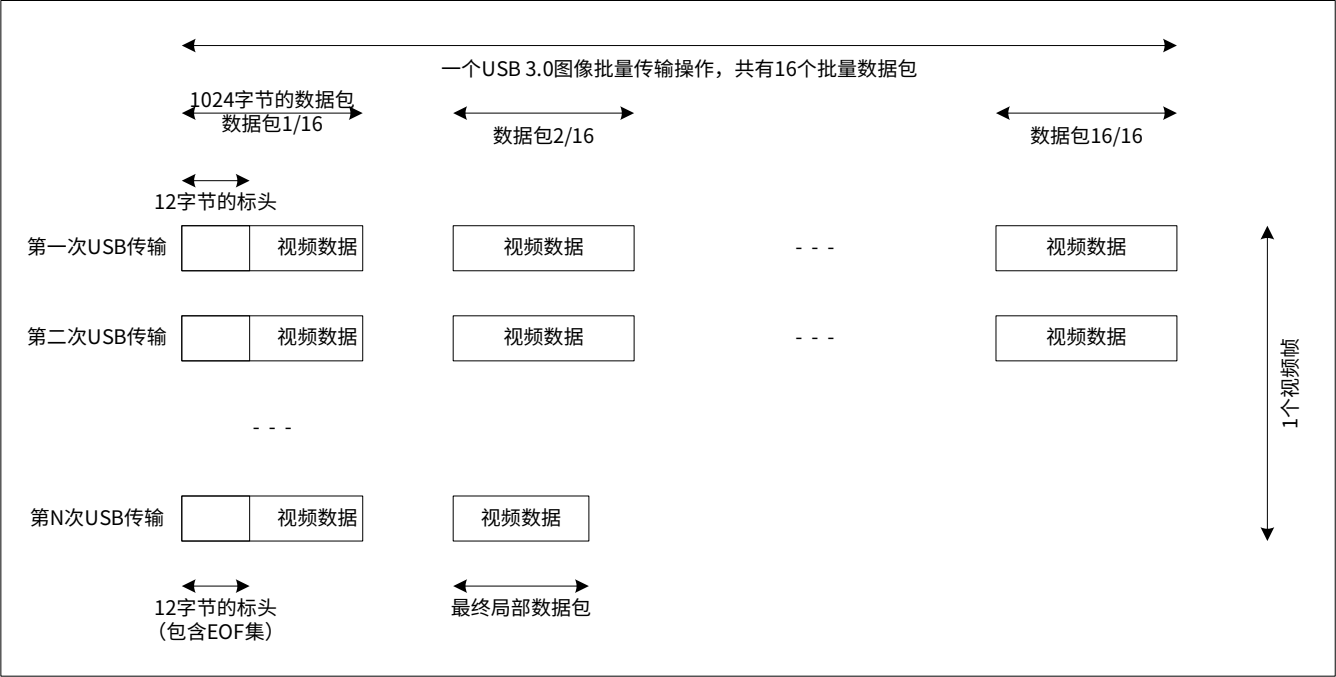 一个USB 3.0图像批量传输操作，共有16个批量数据包
1024字节的数据包
数据包1/16
数据包2/16
数据包16/16
12字节的标头
第一次USB传输
视频数据
视频数据
- - -
视频数据
第二次USB传输
视频数据
视频数据
- - -
视频数据
1个视频帧
- - -
第N次USB传输
视频数据
视频数据
12字节的标头
（包含EOF集）
最终局部数据包